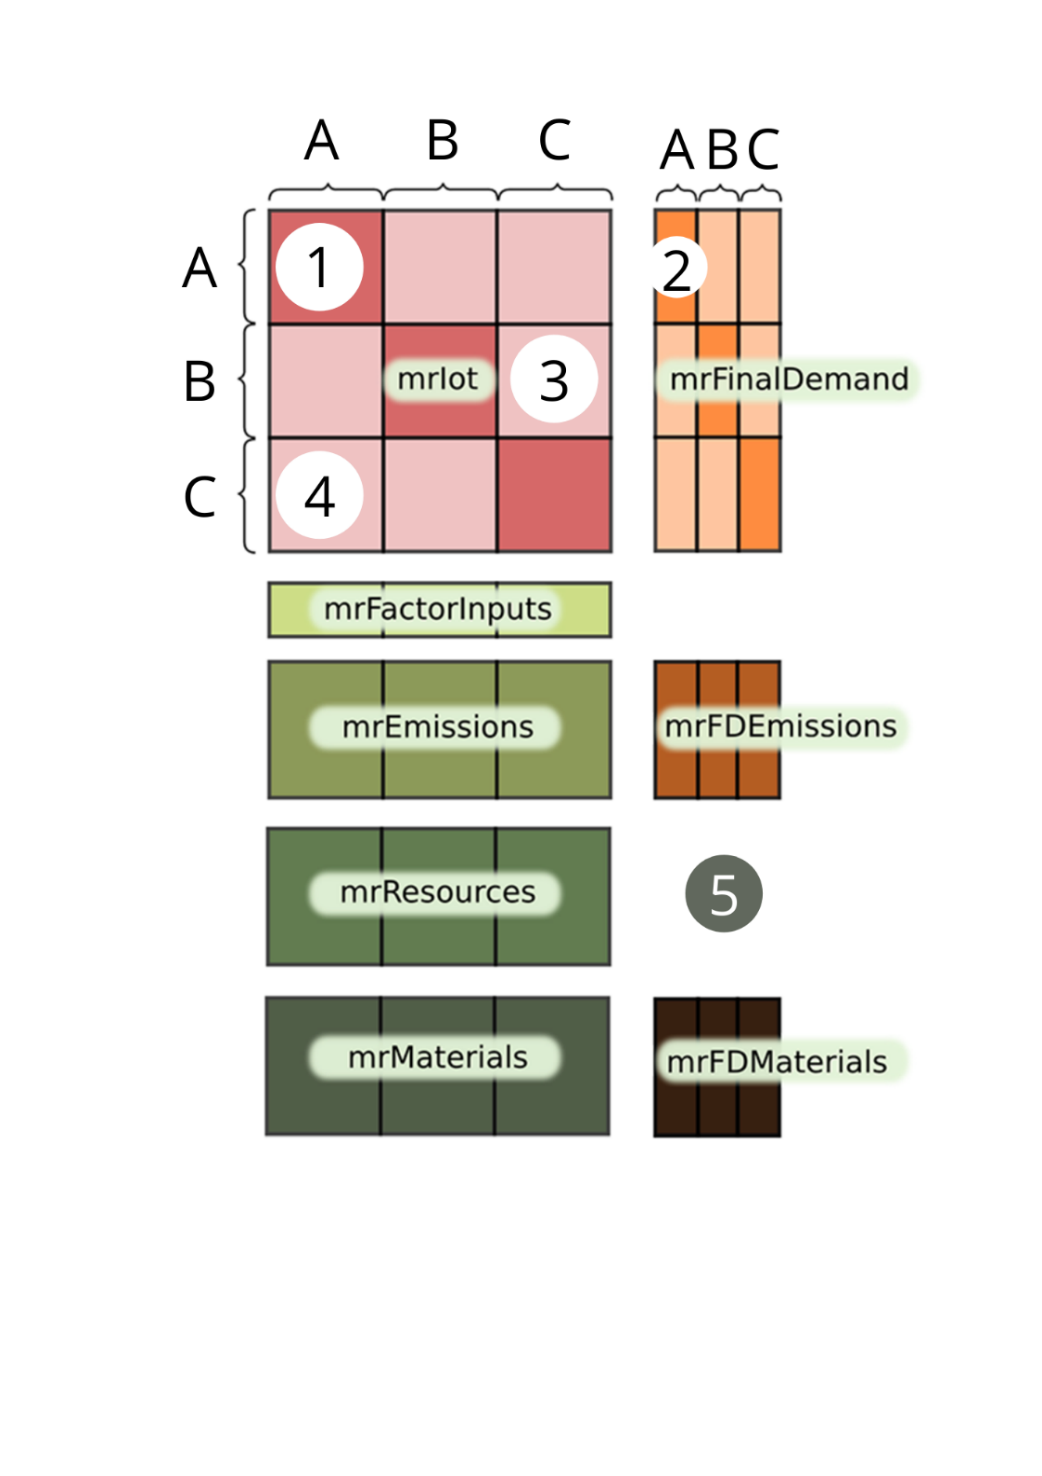 A B C
A B C
A
1
2
B
mrIot
3
mrFinalDemand
C
4
mrFactorInputs
mrEmissions
mrFDEmissions
mrResources
5
mrMaterials
mrFDMaterials